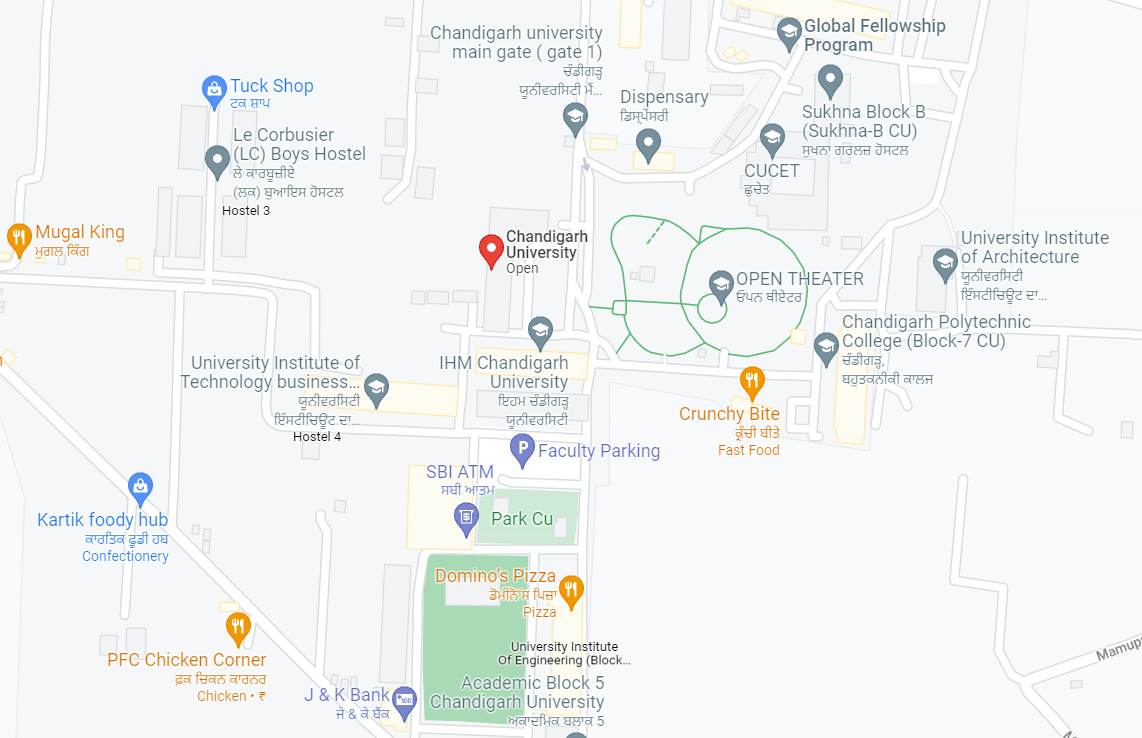 Chandigarh university
main gate ( gate 1)
ਚੰਡੀਗੜ੍ਹ
ਯੂਨੀਵਰਸਿਟੀ ਮੈਂ...
Global Fellowship
Program
Tuck Shop
ਟਕ ਸ਼ਾਪ
Dispensary
ਡਿਸ੍ਪੇਂਸਰੀ
Sukhna Block B
(Sukhna-B CU)
ਸੁਖਨਾ ਗਰਲਜ਼ ਹੋਸਟਲ
Le Corbusier
(LC) Boys Hostel
ਲੇ ਕਾਰਬੂਜ਼ੀਏ
(ਲਕ) ਬੁਆਇਸ ਹੋਸਟਲ
Hostel 3
CUCET
ਛੁਚੇਤ
Mugal King
ਮੁਗਲ ਕਿੰਗ
Chandigarh
University
Open
University Institute
of Architecture
ਯੂਨੀਵਰਸਿਟੀ
ਇੰਸਟੀਚਿਊਟ ਦਾ...
OPEN THEATER
ਓਪਨ ਥੀਏਟਰ
Chandigarh Polytechnic
College (Block-7 CU)
ਚੰਡੀਗੜ੍ਹ,
ਬਹੁਤਕਨੀਕੀ ਕਾਲਜ
University Institute of
Technology business...
ਯੂਨੀਵਰਸਿਟੀ
ਇੰਸਟੀਚਿਊਟ ਦਾ...
Hostel 4
IHM Chandigarh
University
ਇਹਮ ਚੰਡੀਗੜ੍ਹ
ਯੂਨੀਵਰਸਿਟੀ
Crunchy Bite
ਕ੍ਰੰਚੀ ਬੀਤੇ
Fast Food
P
Faculty Parking
SBI ATM
ਸਬੀ ਆਤਮ
Park Cu
Kartik foody hub
ਕਾਰਤਿਕ ਫੂਡੀ ਹਬ
Confectionery
Domino's Pizza
ਡੋਮੀਨੋ'ਸ ਪਿਜ਼ਾ
Pizza
University Institute
Of Engineering (Block...
PFC Chicken Corner
ਫ਼ਕ ਚਿਕਨ ਕਾਰਨਰ
Chicken • ₹
Academic Block 5
Chandigarh University
ਅਕਾਦਮਿਕ ਬਲਾਕ 5
J & K Bank
ਜੇ & ਕੇ ਬੈਂਕ